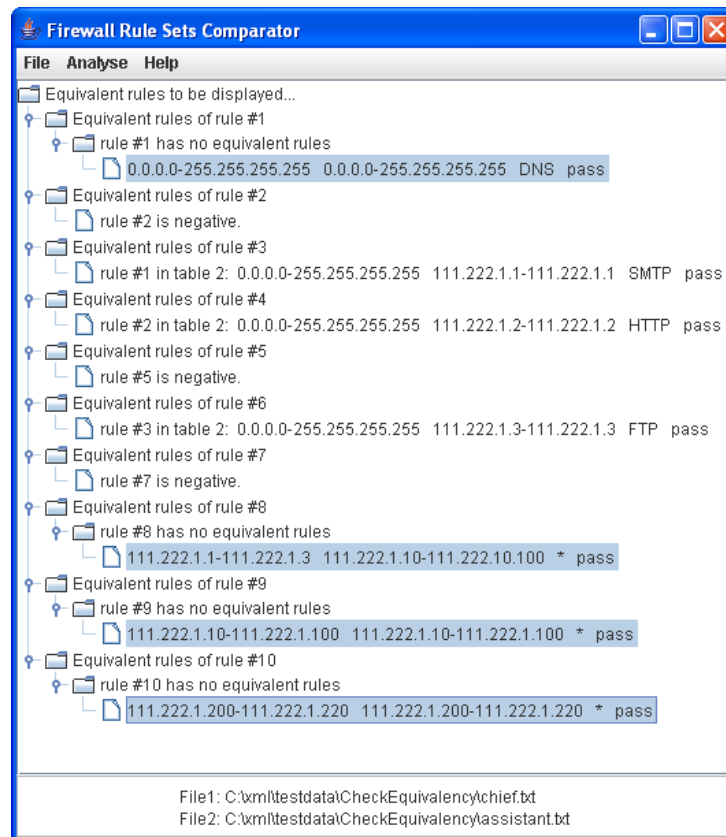 Firewall Rule Sets Comparator
File Analyse Help
Equivalent rules to be displayed...
Equivalent rules of rule #1
rule #1 has no equivalent rules
0.0.0.0-255.255.255.255 0.0.0.0-255.255.255.255 DNS pass
Equivalent rules of rule #2
rule #2 is negative.
Equivalent rules of rule #3
rule #1 in table 2: 0.0.0.0-255.255.255.255 111.222.1.1-111.222.1.1 SMTP pass
Equivalent rules of rule #4
rule #2 in table 2: 0.0.0.0-255.255.255.255 111.222.1.2-111.222.1.2 HTTP pass
Equivalent rules of rule #5
rule #5 is negative.
Equivalent rules of rule #6
rule #3 in table 2: 0.0.0.0-255.255.255.255 111.222.1.3-111.222.1.3 FTP pass
Equivalent rules of rule #7
rule #7 is negative.
Equivalent rules of rule #8
rule #8 has no equivalent rules
111.222.1.1-111.222.1.3 111.222.1.10-111.222.10.100 * pass
Equivalent rules of rule #9
rule #9 has no equivalent rules
111.222.1.10-111.222.1.100 111.222.1.10-111.222.1.100 * pass
Equivalent rules of rule #10
rule #10 has no equivalent rules
111.222.1.200-111.222.1.220 111.222.1.200-111.222.1.220 * pass
File1: C:\xml\testdata\CheckEquivalency\chief.txt
File2: C:\xml\testdata\CheckEquivalency\assistant.txt